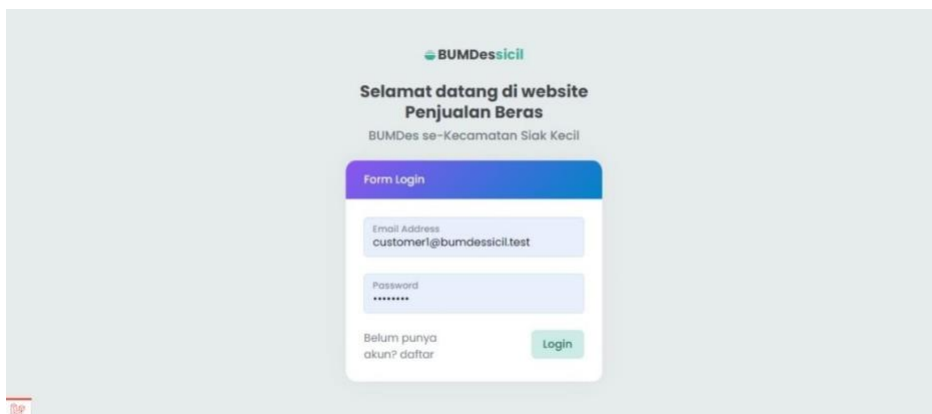 BUMDessicil
Selamat datang di website
Penjualan Beras
BUMDes se-Kecamatan Siak Kecil
Form Login
Email Address
customer1@bumdessicil.test
Password
••••••••
Belum punya
akun? daftar
Login